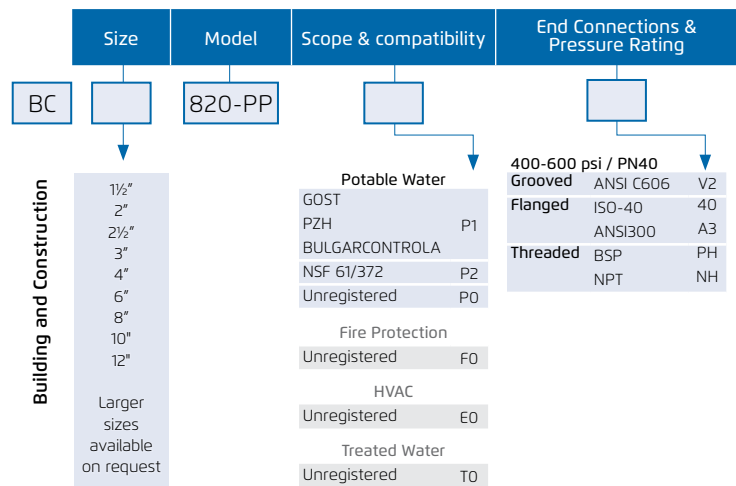 Size
Model
Scope & compatibility
End Connections &
Pressure Rating
BC
820-PP
Building and Construction
1½"
2"
2½"
3"
4"
6"
8"
10"
12"
Larger
sizes
available
on request
Potable Water
GOST
PZH P1
BULGARCONTROLA
NSF 61/372 P2
Unregistered P0
Fire Protection
Unregistered F0
HVAC
Unregistered E0
Treated Water
Unregistered T0
400-600 psi / PN40
Grooved ANSI C606 V2
Flanged ISO-40 40
ANSI300 A3
Threaded BSP PH
NPT NH